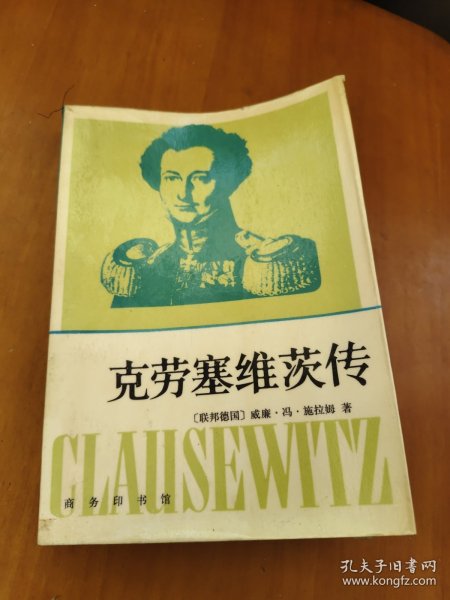 克劳塞维茨传
〔联邦德国〕威廉·冯·施拉姆 著
CLAUSEWITZ
商务印书馆
孔夫子旧书网
www.kongfz.com